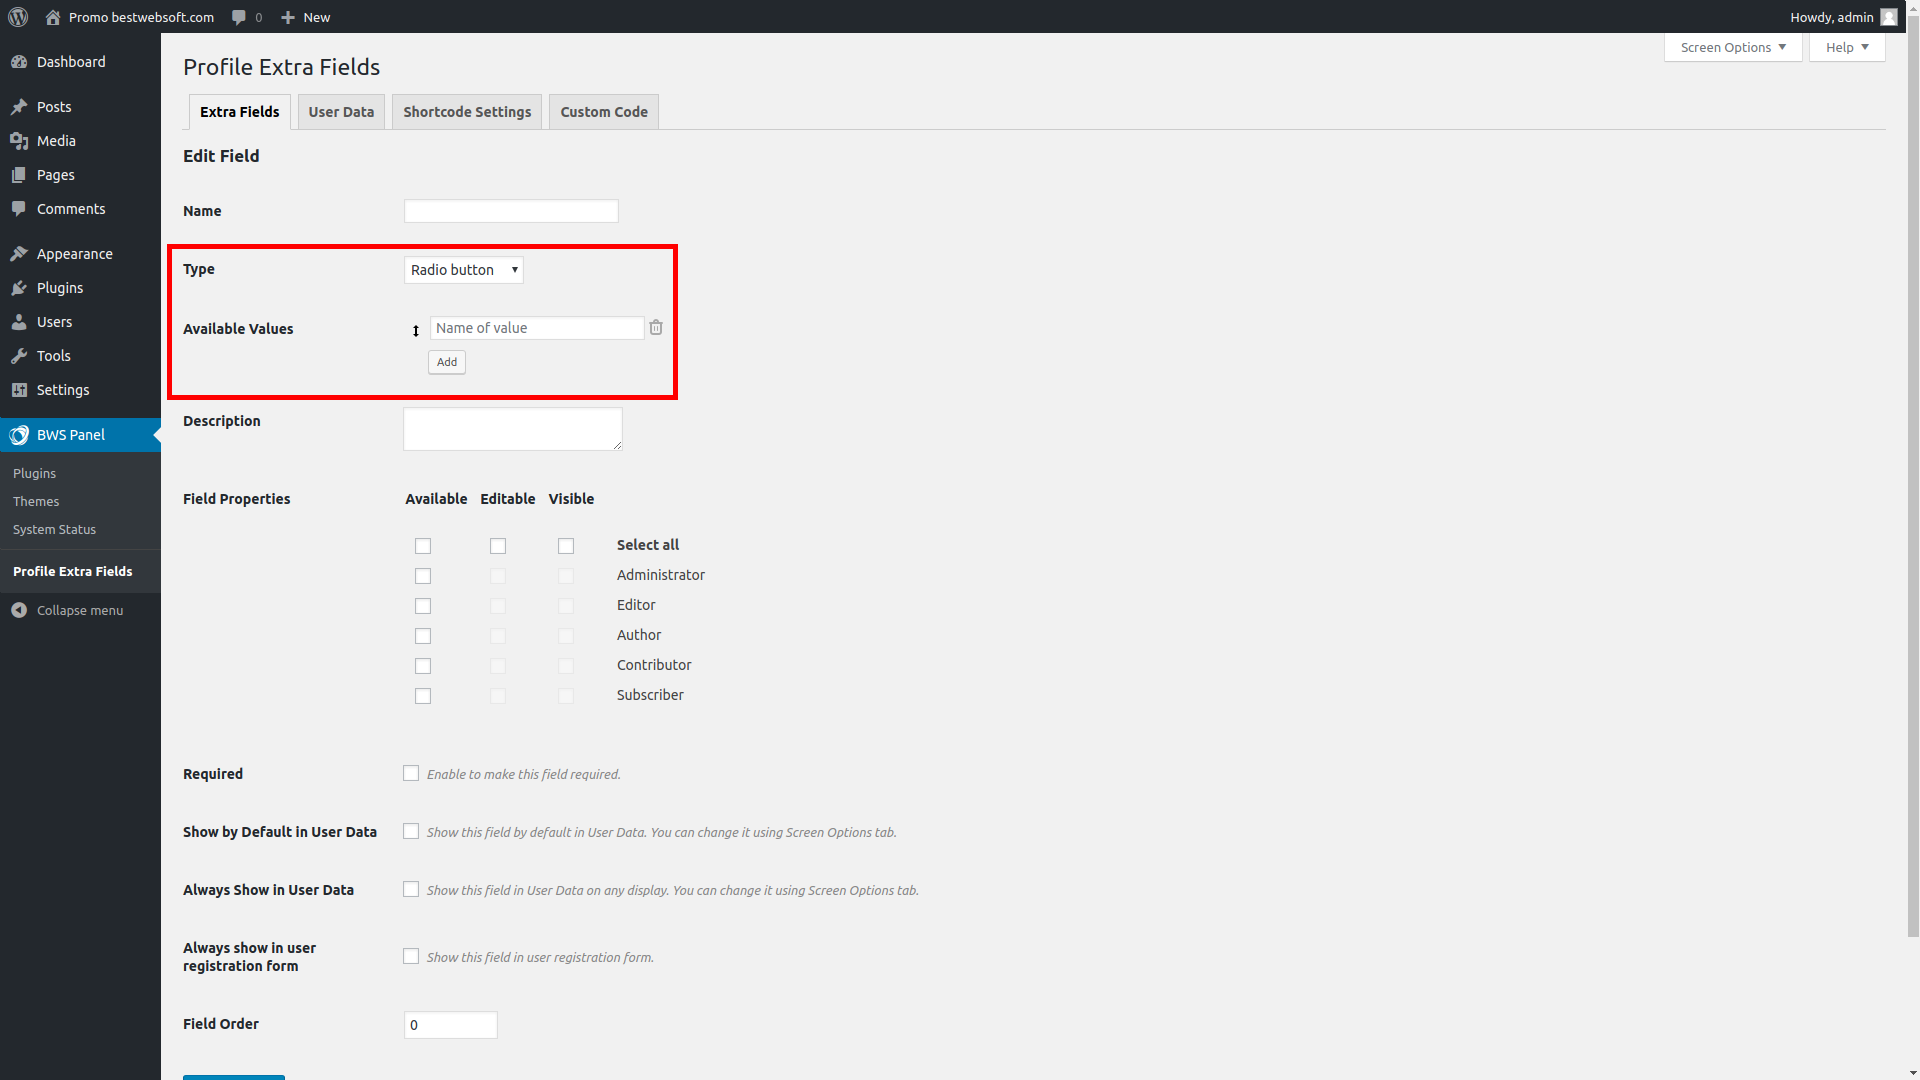 Promo bestwebsoft.com 0 New Howdy, admin
Screen Options Help
Dashboard
Posts
Media
Pages
Comments
Appearance
Plugins
Users
Tools
Settings
BWS Panel
Plugins
Themes
System Status
Profile Extra Fields
Collapse menu
Profile Extra Fields
Extra Fields User Data Shortcode Settings Custom Code
Edit Field
Name
Type Radio button
Available Values Name of value
Add
Description
Field Properties Available Editable Visible
Select all
Administrator
Editor
Author
Contributor
Subscriber
Required Enable to make this field required.
Show by Default in User Data Show this field by default in User Data. You can change it using Screen Options tab.
Always Show in User Data Show this field in User Data on any display. You can change it using Screen Options tab.
Always show in user
registration form Show this field in user registration form.
Field Order 0